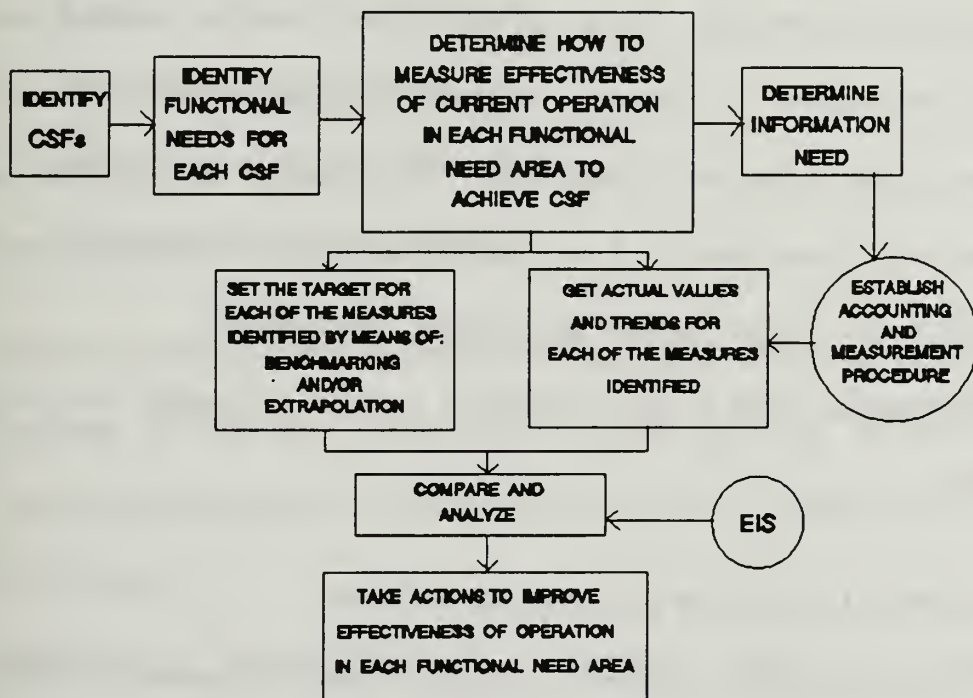 IDENTIFY
CSFs
IDENTIFY
FUNCTIONAL
NEEDS FOR
EACH CSF
DETERMINE HOW TO
MEASURE EFFECTIVENESS
OF CURRENT OPERATION
IN EACH FUNCTIONAL
NEED AREA TO
ACHIEVE CSF
DETERMINE
INFORMATION
NEED
SET THE TARGET FOR
EACH OF THE MEASURES
IDENTIFIED BY MEANS OF:
BENCHMARKING
AND/OR
EXTRAPOLATION
GET ACTUAL VALUES
AND TRENDS FOR
EACH OF THE MEASURES
IDENTIFIED
ESTABLISH
ACCOUNTING
AND
MEASUREMENT
PROCEDURE
COMPARE AND
ANALYZE
EIS
TAKE ACTIONS TO IMPROVE
EFFECTIVENESS OF OPERATION
IN EACH FUNCTIONAL NEED AREA